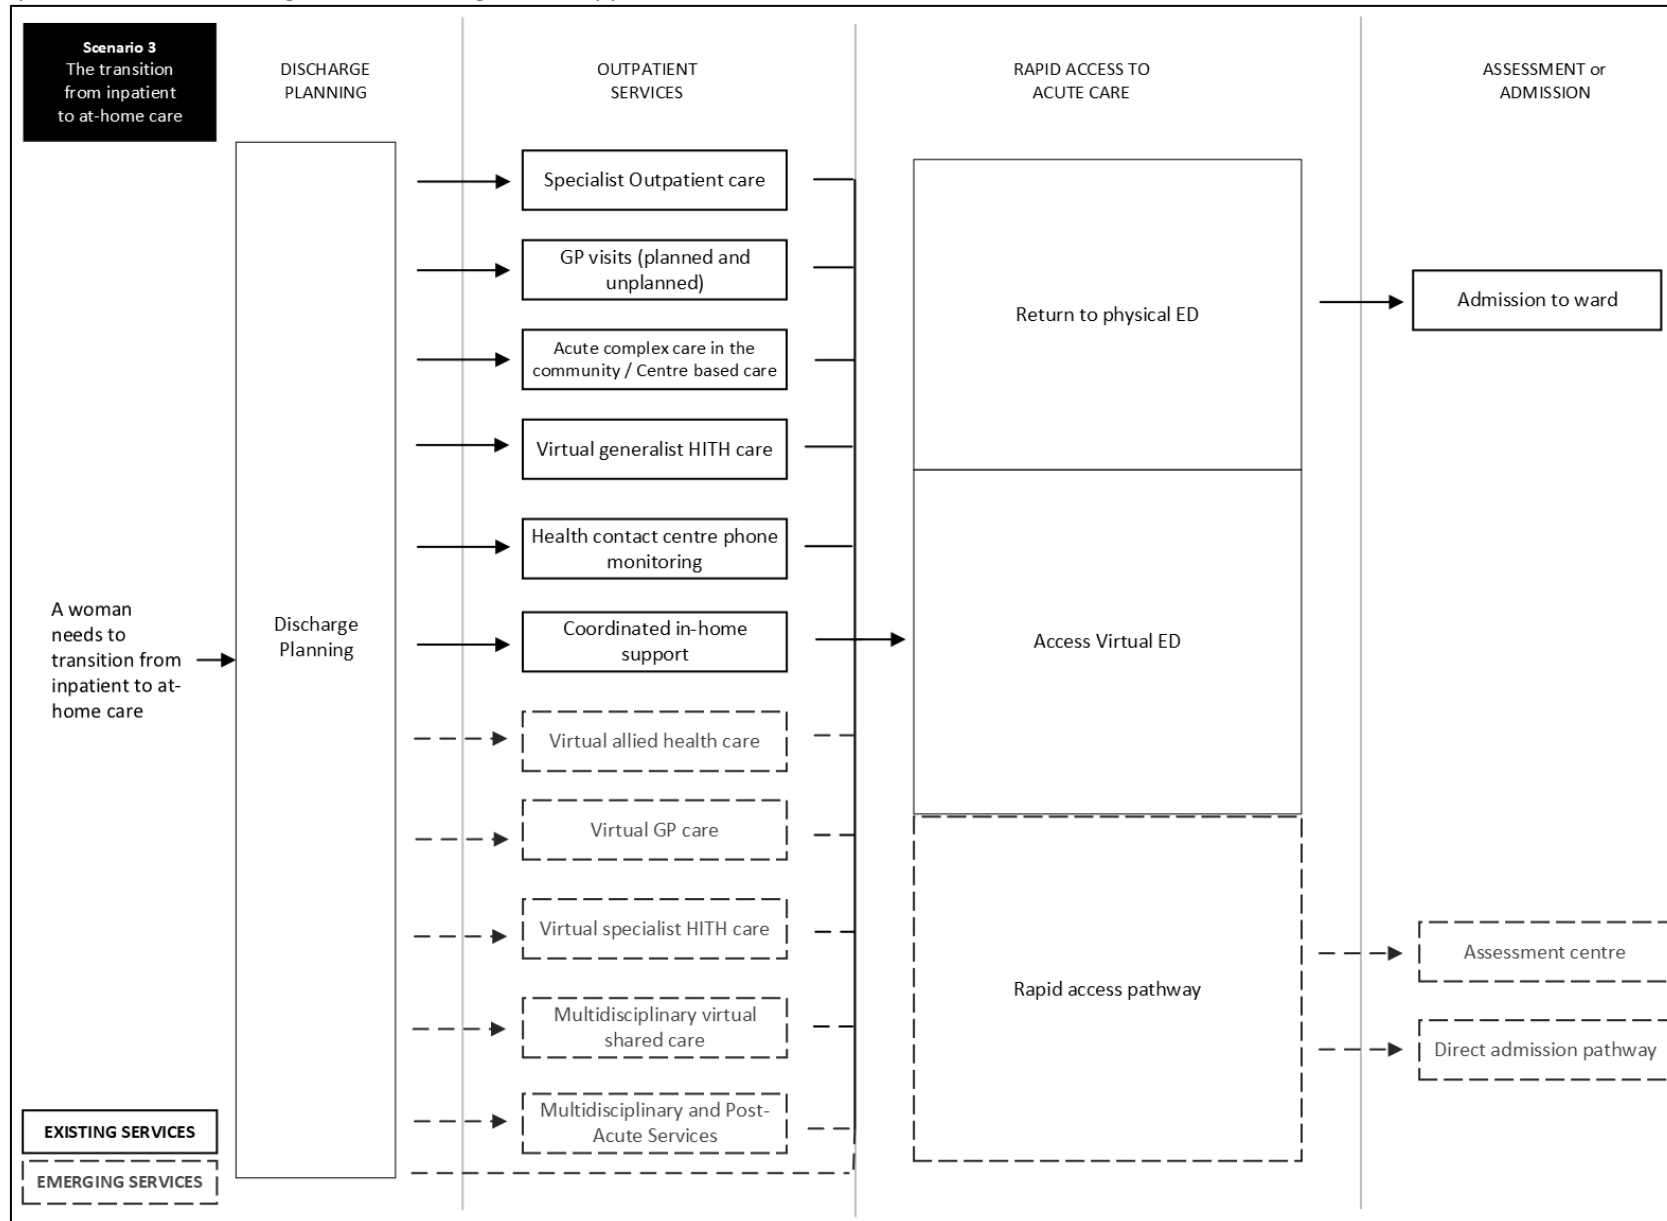 Scenario 3
The transition
from inpatient
to at-home care
DISCHARGE
PLANNING
OUTPATIENT
SERVICES
RAPID ACCESS TO
ACUTE CARE
ASSESSMENT or
ADMISSION
A woman
needs to
transition from
inpatient to at-
home care
Discharge
Planning
Specialist Outpatient care
GP visits (planned and
unplanned)
Acute complex care in the
community / Centre based care
Virtual generalist HITH care
Health contact centre phone
monitoring
Coordinated in-home
support
Virtual allied health care
Virtual GP care
Virtual specialist HITH care
Multidisciplinary virtual
shared care
Multidisciplinary and Post-
Acute Services
Return to physical ED
Access Virtual ED
Rapid access pathway
Admission to ward
Assessment centre
Direct admission pathway
EXISTING SERVICES
EMERGING SERVICES